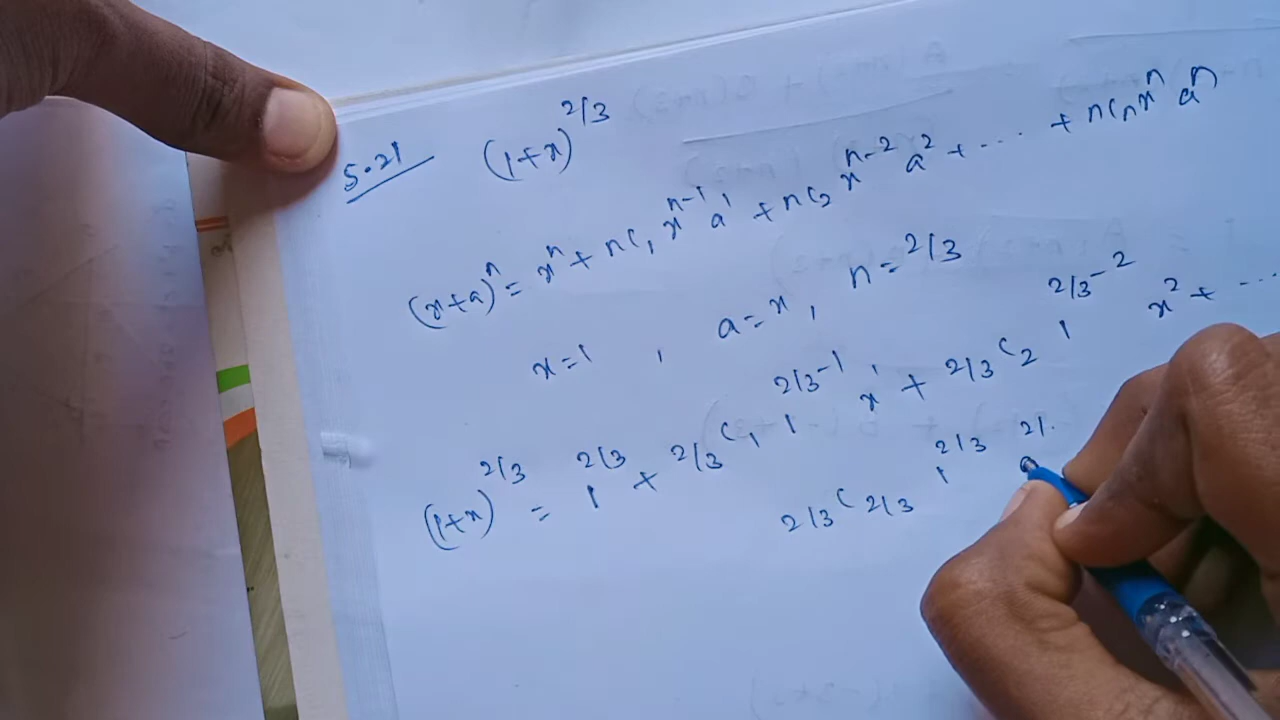 5.21 (1+x)^2/3
(x+a)^n = x^n + nC₁ x^n-1 a^1 + nC₂ x^n-2 a^2 + .... + nCₙ x^n a^n
x=1 , a=x, n=2/3
(1+x)^2/3 = 1^2/3 + 2/3C₁ 1^2/3-1 x^1 + 2/3C₂ 1^2/3-2 x^2 + ...
2/3C2/3 1^2/3 2/